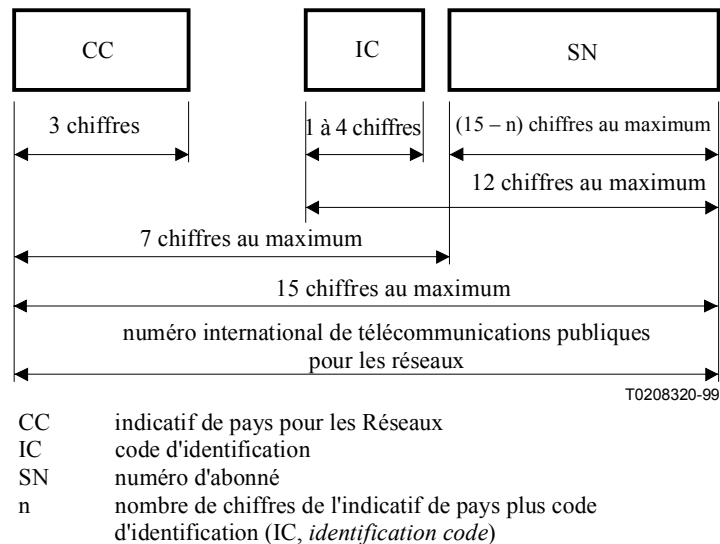 CC IC SN
3 chiffres 1 à 4 chiffres (15 – n) chiffres au maximum
12 chiffres au maximum
7 chiffres au maximum
15 chiffres au maximum
numéro international de télécommunications publiques
pour les réseaux
T0208320-99
CC indicatif de pays pour les Réseaux
IC code d'identification
SN numéro d'abonné
n nombre de chiffres de l'indicatif de pays plus code
d'identification (IC, identification code)